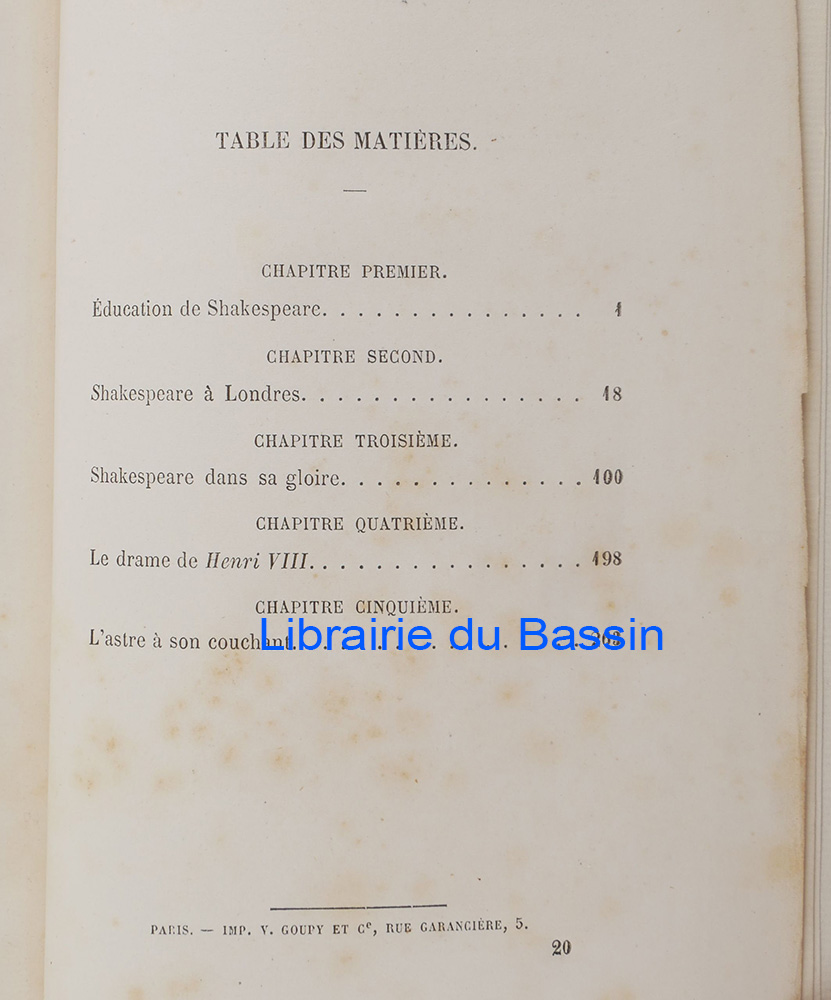 TABLE DES MATIÈRES.
CHAPITRE PREMIER.
Éducation de Shakespeare. . . . . . . . . . . . . . . 1
CHAPITRE SECOND.
Shakespeare à Londres. . . . . . . . . . . . . . . . 18
CHAPITRE TROISIÈME.
Shakespeare dans sa gloire. . . . . . . . . . . . . . 100
CHAPITRE QUATRIÈME.
Le drame de Henri VIII. . . . . . . . . . . . . . . . 198
CHAPITRE CINQUIÈME.
L'astre à son couchant. . . . . . . . . . . . . . . .
Librairie du Bassin
PARIS. — IMP. V. GOUPY ET Cᵉ, RUE GARANCIÈRE, 5.
20